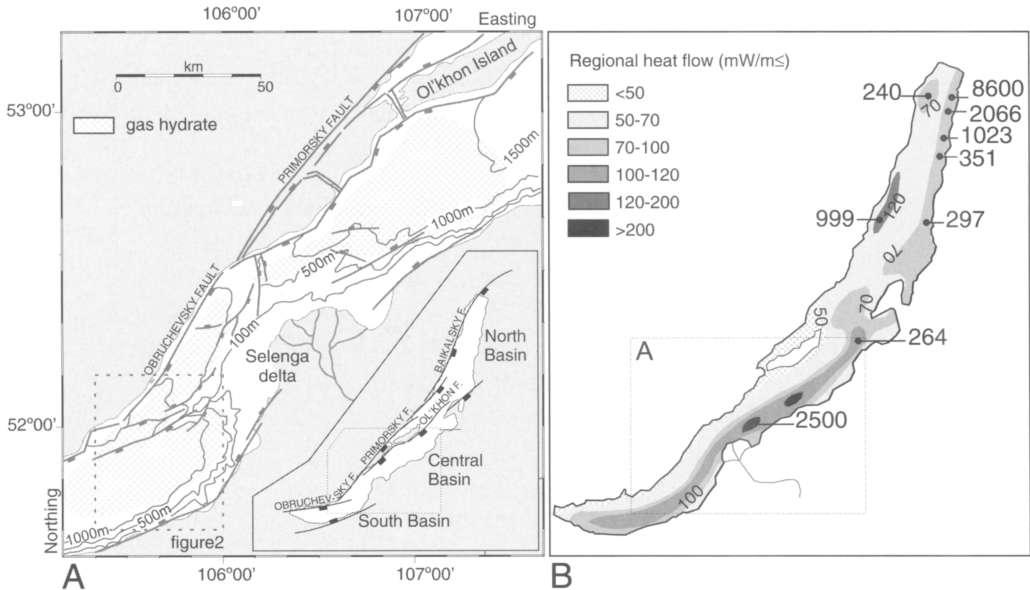 106°00'
107°00'
Easting
km
0
50
53°00'
gas hydrate
PRIMORSKY FAULT
Ol'khon Island
1500m
1000m
500m
OBRUCHEVSKY FAULT
100m
Selenga
delta
52°00'
Northing
1000m
500m
figure2
106°00'
107°00'
A
BAIKALSKY F.
North
Basin
PRIMORSKY F.
OL'KHON F.
Central
Basin
OBRUCHEVSKY F.
South Basin
B
Regional heat flow (mW/m≤)
<50
50-70
70-100
100-120
120-200
>200
240
70
8600
2066
1023
351
999
120
297
70
50
70
264
A
2500
100